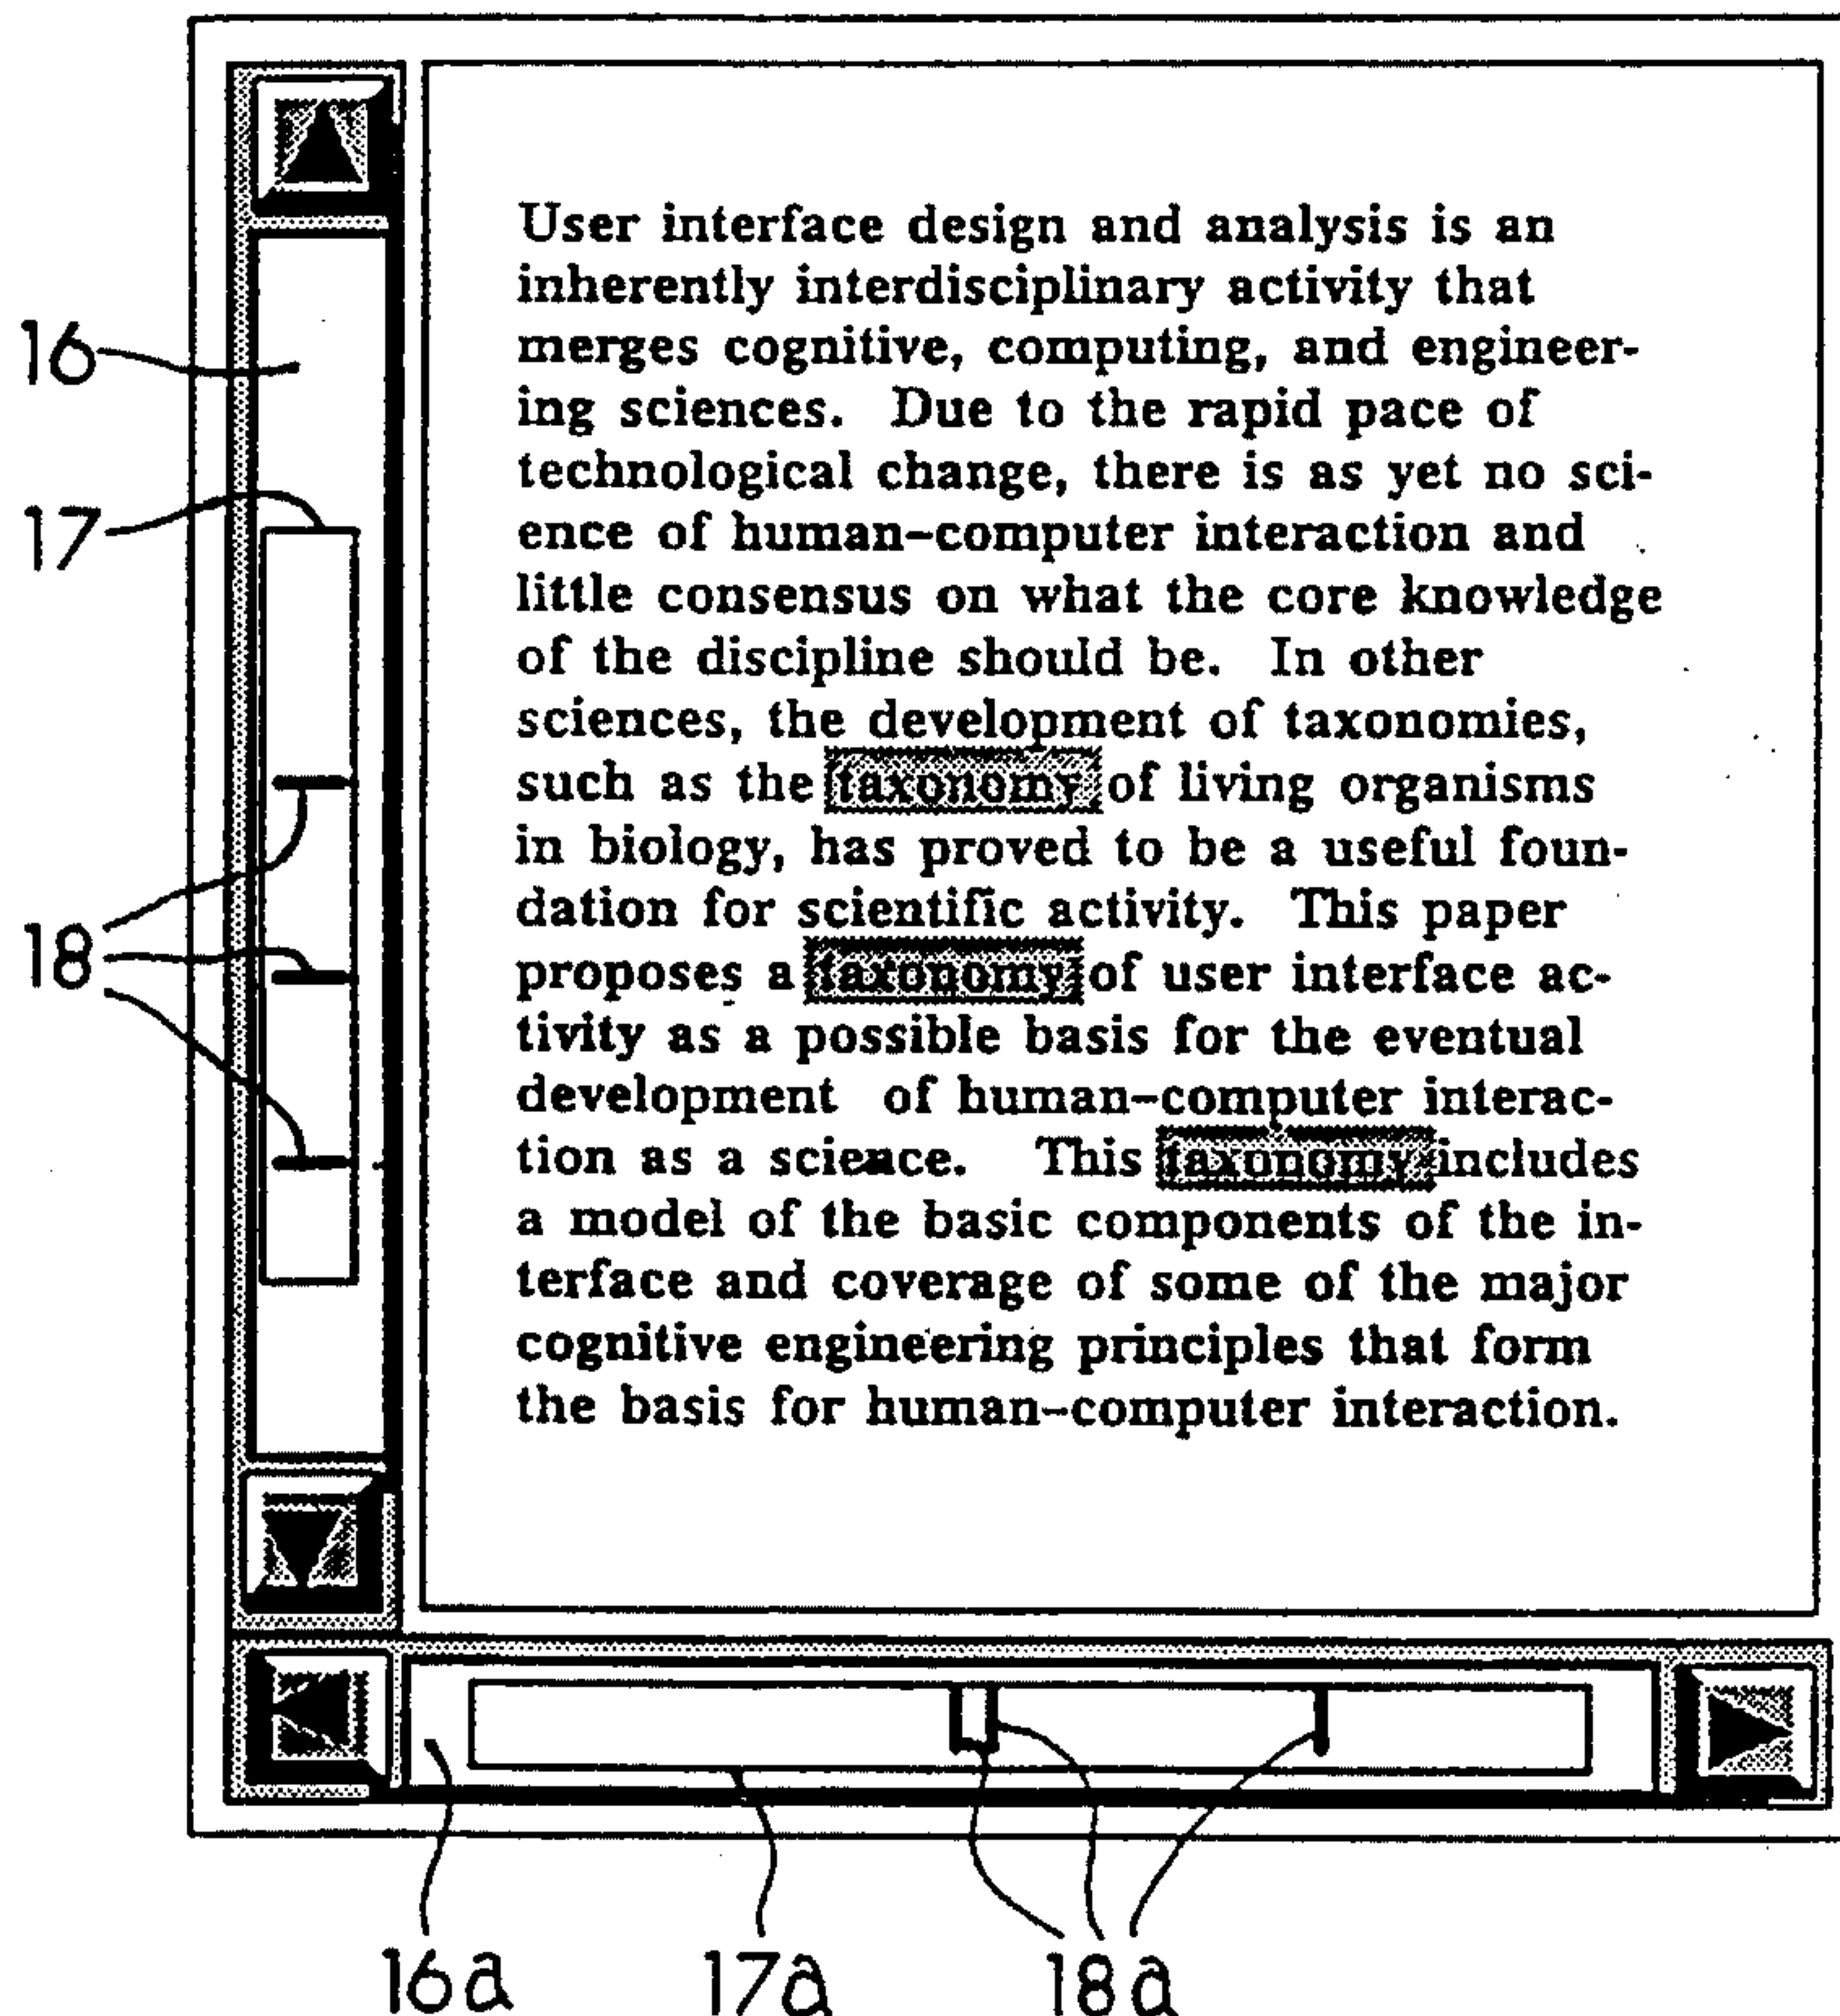 User interface design and analysis is an
inherently interdisciplinary activity that
merges cognitive, computing, and engineer-
ing sciences. Due to the rapid pace of
technological change, there is as yet no sci-
ence of human-computer interaction and
little consensus on what the core knowledge
of the discipline should be. In other
sciences, the development of taxonomies,
such as the taxonomy of living organisms
in biology, has proved to be a useful foun-
dation for scientific activity. This paper
proposes a taxonomy of user interface ac-
tivity as a possible basis for the eventual
development of human-computer interac-
tion as a science. This taxonomy includes
a model of the basic components of the in-
terface and coverage of some of the major
cognitive engineering principles that form
the basis for human-computer interaction.
16
17
18
16a
17a
18a